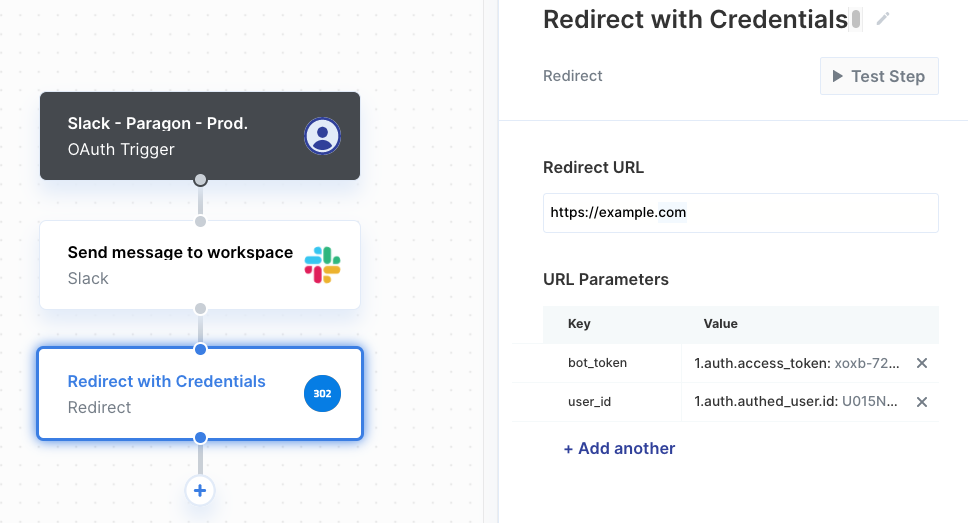 Slack - Paragon - Prod.
OAuth Trigger
Send message to workspace
Slack
Redirect with Credentials
302
Redirect
Redirect with Credentials
Redirect
Test Step
Redirect URL
https://example.com
URL Parameters
Key Value
bot_token 1.auth.access_token: xoxb-72...
user_id 1.auth.authed_user.id: U015N...
+ Add another